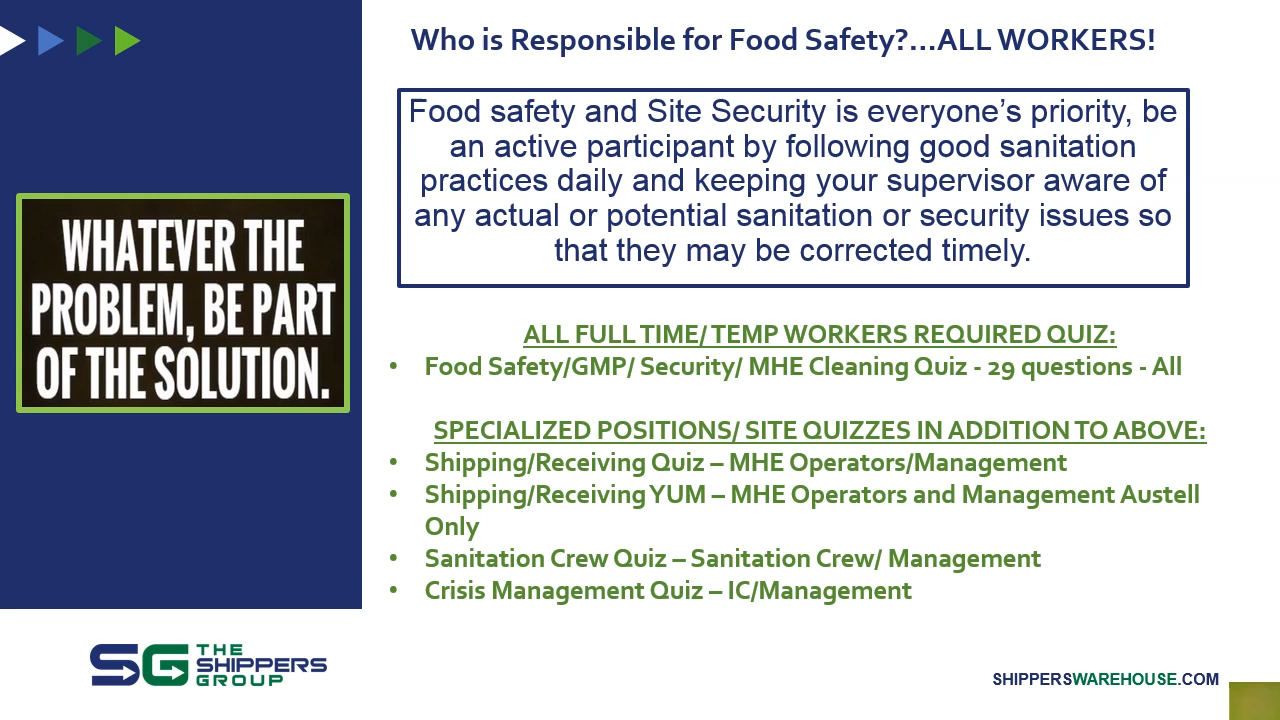 Who is Responsible for Food Safety?...ALL WORKERS!
Food safety and Site Security is everyone's priority, be
an active participant by following good sanitation
practices daily and keeping your supervisor aware of
any actual or potential sanitation or security issues so
that they may be corrected timely.
WHATEVER THE
PROBLEM, BE PART
OF THE SOLUTION.
ALL FULL TIME/ TEMP WORKERS REQUIRED QUIZ:
• Food Safety/GMP/ Security/ MHE Cleaning Quiz - 29 questions - All
SPECIALIZED POSITIONS/ SITE QUIZZES IN ADDITION TO ABOVE:
• Shipping/Receiving Quiz – MHE Operators/Management
• Shipping/Receiving YUM – MHE Operators and Management Austell
Only
• Sanitation Crew Quiz – Sanitation Crew/ Management
• Crisis Management Quiz – IC/Management
SG THE
SHIPPERS
GROUP
SHIPPERSWAREHOUSE.COM